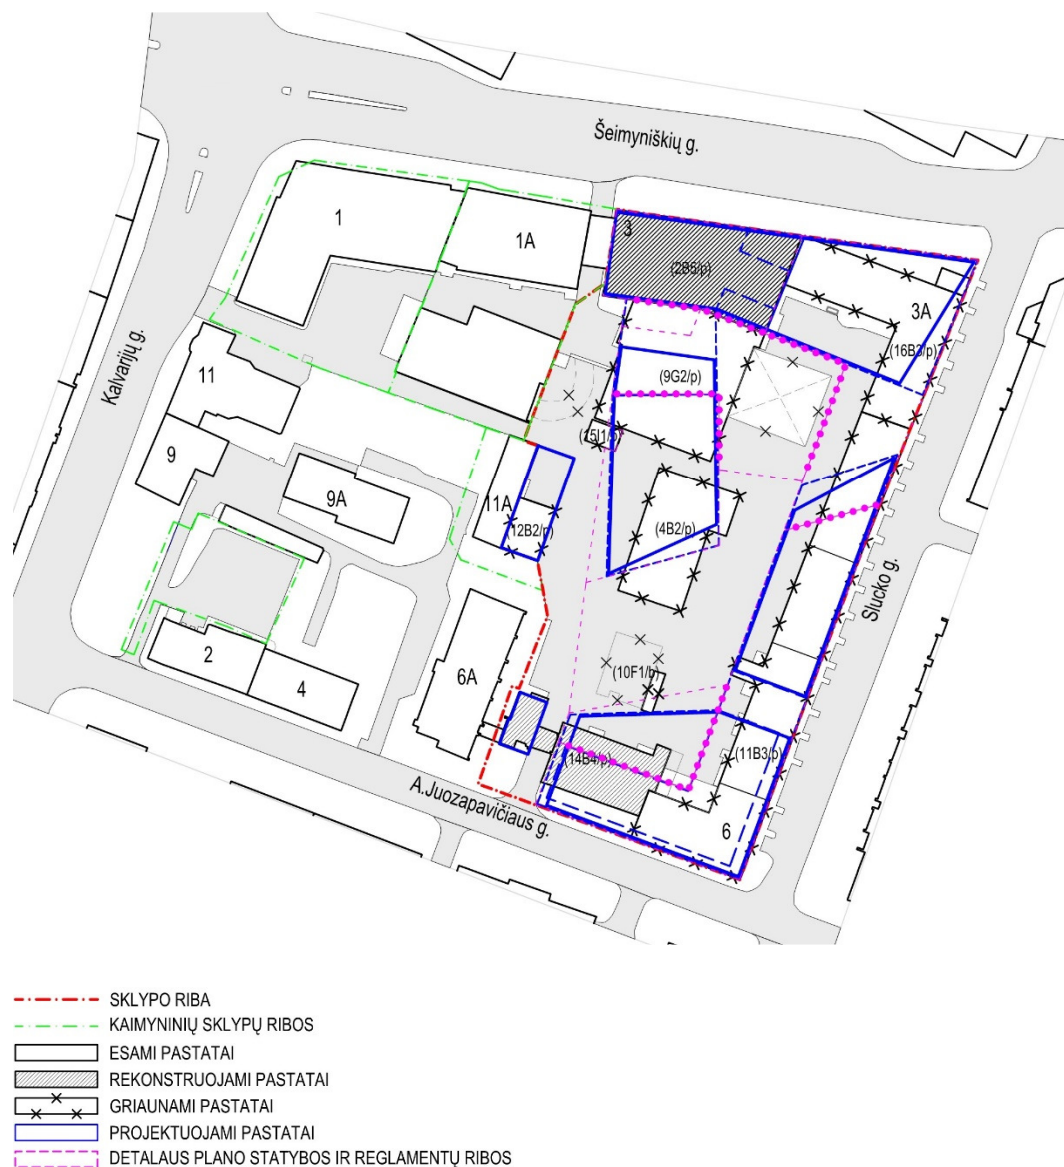 Šeimyniškių g.
1
1A
3
(2B5/p)
3A
(16B3/p)
Kalvarijų g.
11
(9G2/p)
(15I1/b)
9
9A
11A
(12B2/p)
(4B2/p)
Slucko g.
2
4
6A
(10F1/b)
(14B4/p)
(11B3/p)
6
A.Juozapavičiaus g.
SKLYPO RIBA
KAIMYNINIŲ SKLYPŲ RIBOS
ESAMI PASTATAI
REKONSTRUOJAMI PASTATAI
GRIAUNAMI PASTATAI
PROJEKTUOJAMI PASTATAI
DETALAUS PLANO STATYBOS IR REGLAMENTŲ RIBOS